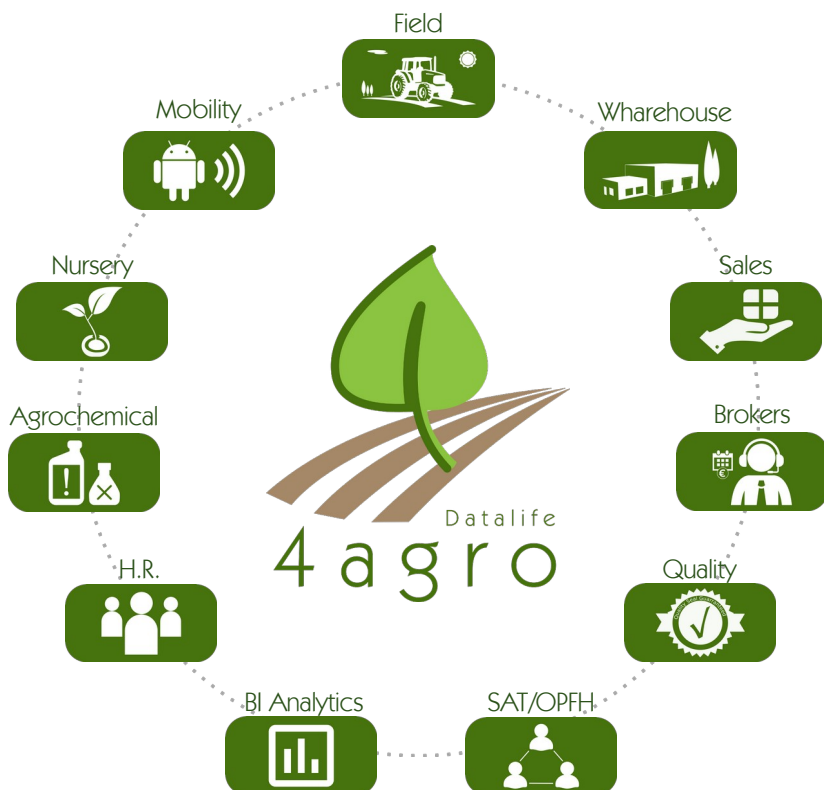 Field
Mobility
Wharehouse
Nursery
Sales
Agrochemical
Brokers
Datalife
4agro
H.R.
Quality
BI Analytics
SAT/OPFH